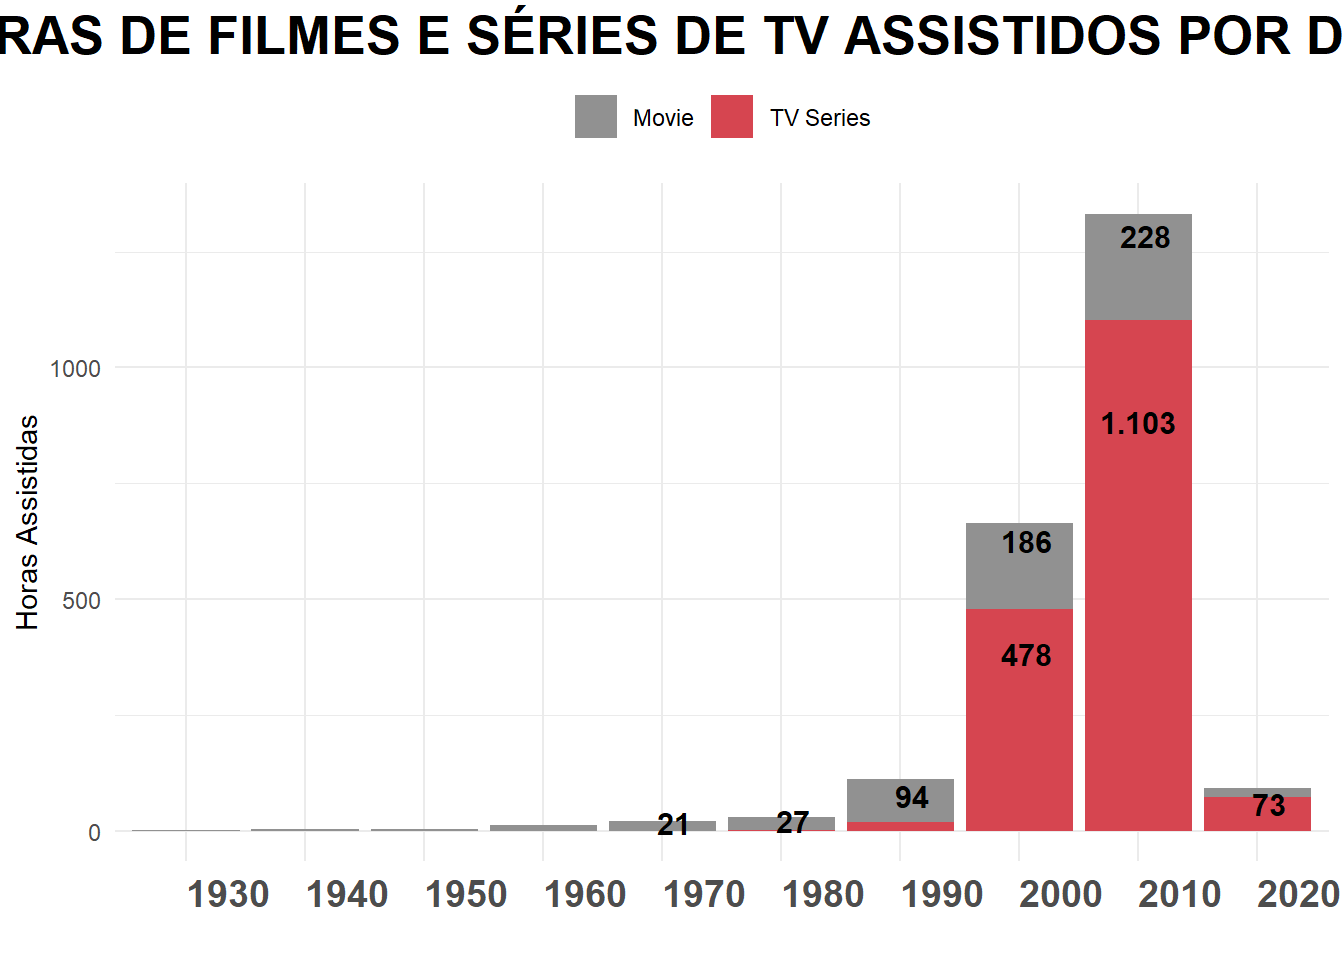 RAS DE FILMES E SÉRIES DE TV ASSISTIDOS POR D
Movie TV Series
228
1000
1.103
Horas Assistidas
186
500
478
94
73
21 27
0
1930 1940 1950 1960 1970 1980 1990 2000 2010 2020